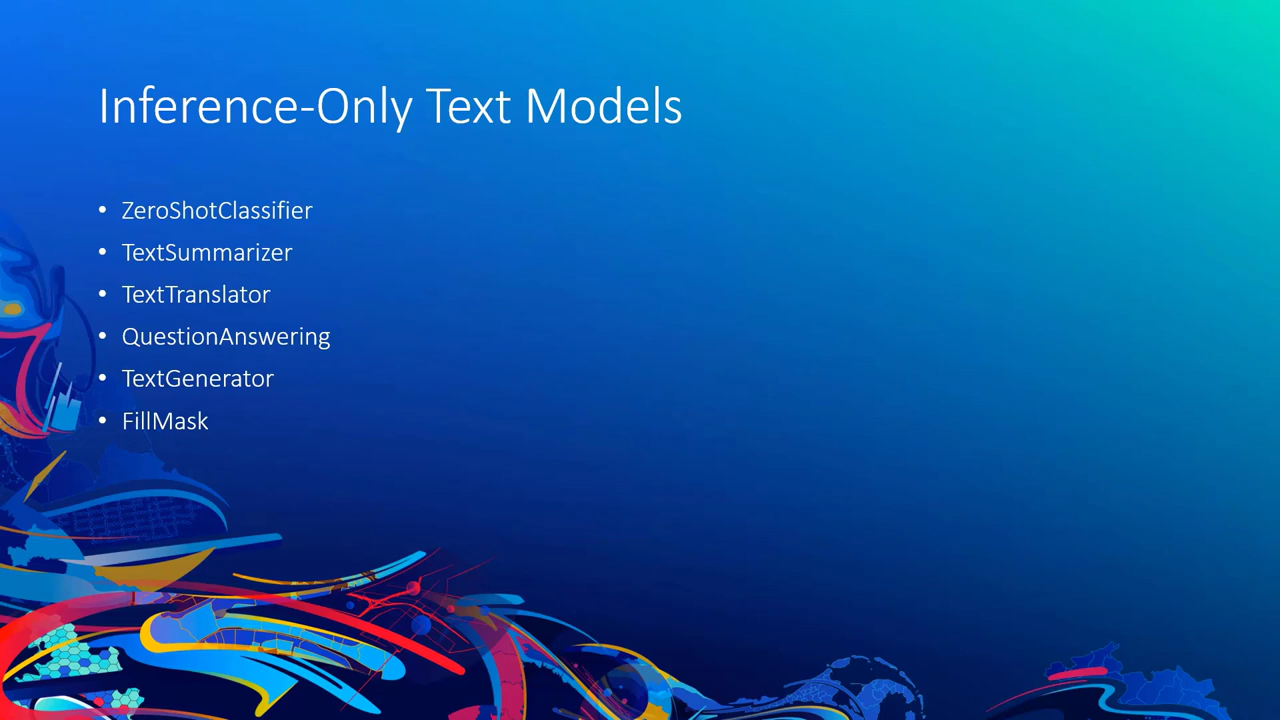 Inference-Only Text Models
• ZeroShotClassifier
• TextSummarizer
• TextTranslator
• QuestionAnswering
• TextGenerator
• FillMask